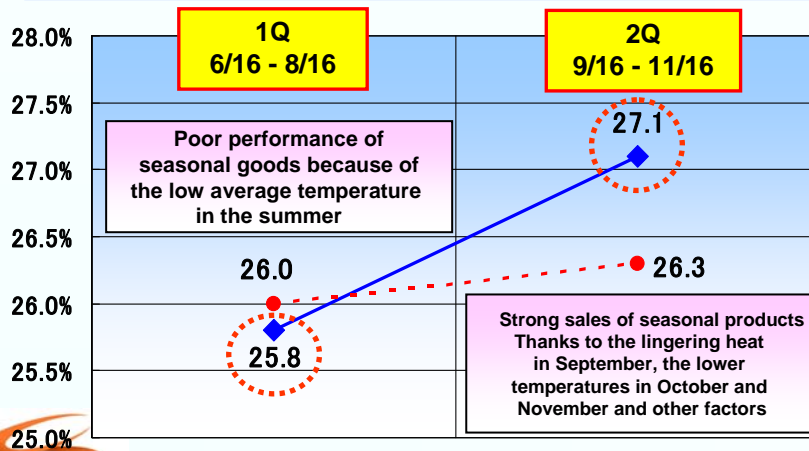 28.0%
27.5%
27.0%
26.5%
26.0%
25.5%
25.0%
1Q
6/16 - 8/16
2Q
9/16 - 11/16
Poor performance of
seasonal goods because of
the low average temperature
in the summer
27.1
26.0
26.3
25.8
Strong sales of seasonal products
Thanks to the lingering heat
in September, the lower
temperatures in October and
November and other factors